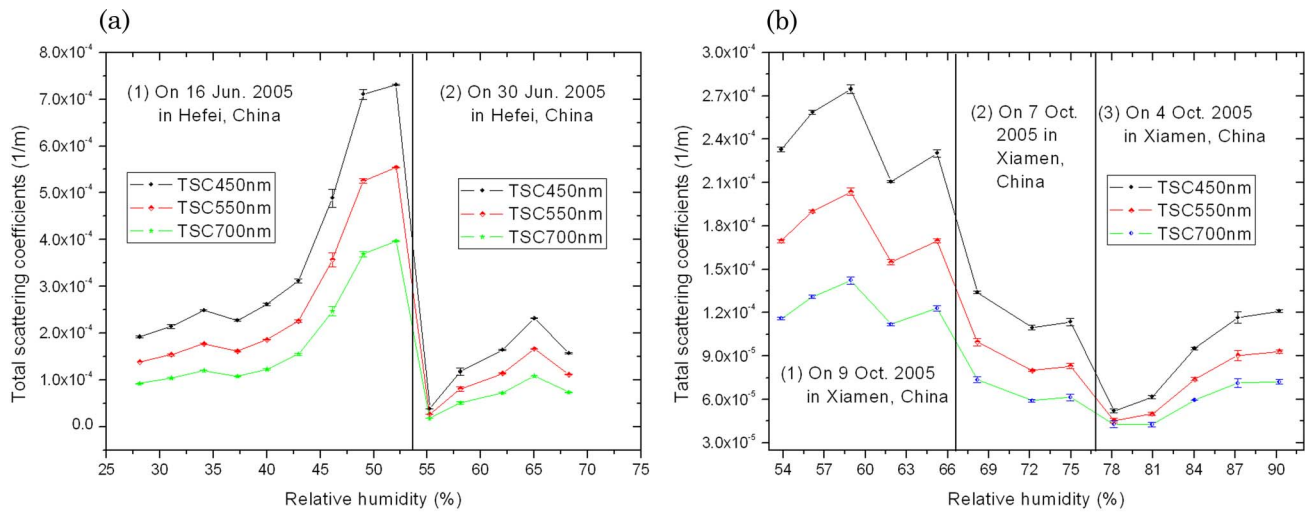 (a)
8.0x10⁻⁴
7.0x10⁻⁴
6.0x10⁻⁴
5.0x10⁻⁴
4.0x10⁻⁴
3.0x10⁻⁴
2.0x10⁻⁴
1.0x10⁻⁴
0.0
Total scattering coefficients (1/m)
(1) On 16 Jun. 2005
in Hefei, China
(2) On 30 Jun. 2005
in Hefei, China
TSC450nm
TSC550nm
TSC700nm
TSC450nm
TSC550nm
TSC700nm
25 30 35 40 45 50 55 60 65 70 75
Relative humidity (%)
(b)
3.0x10⁻⁴
2.7x10⁻⁴
2.4x10⁻⁴
2.1x10⁻⁴
1.8x10⁻⁴
1.5x10⁻⁴
1.2x10⁻⁴
9.0x10⁻⁵
6.0x10⁻⁵
3.0x10⁻⁵
Tatal scattering coefficients (1/m)
(2) On 7 Oct.
2005 in
Xiamen,
China
(3) On 4 Oct. 2005
in Xiamen, China
TSC450nm
TSC550nm
TSC700nm
(1) On 9 Oct. 2005
in Xiamen, China
54 57 60 63 66 69 72 75 78 81 84 87 90
Relative humidity (%)